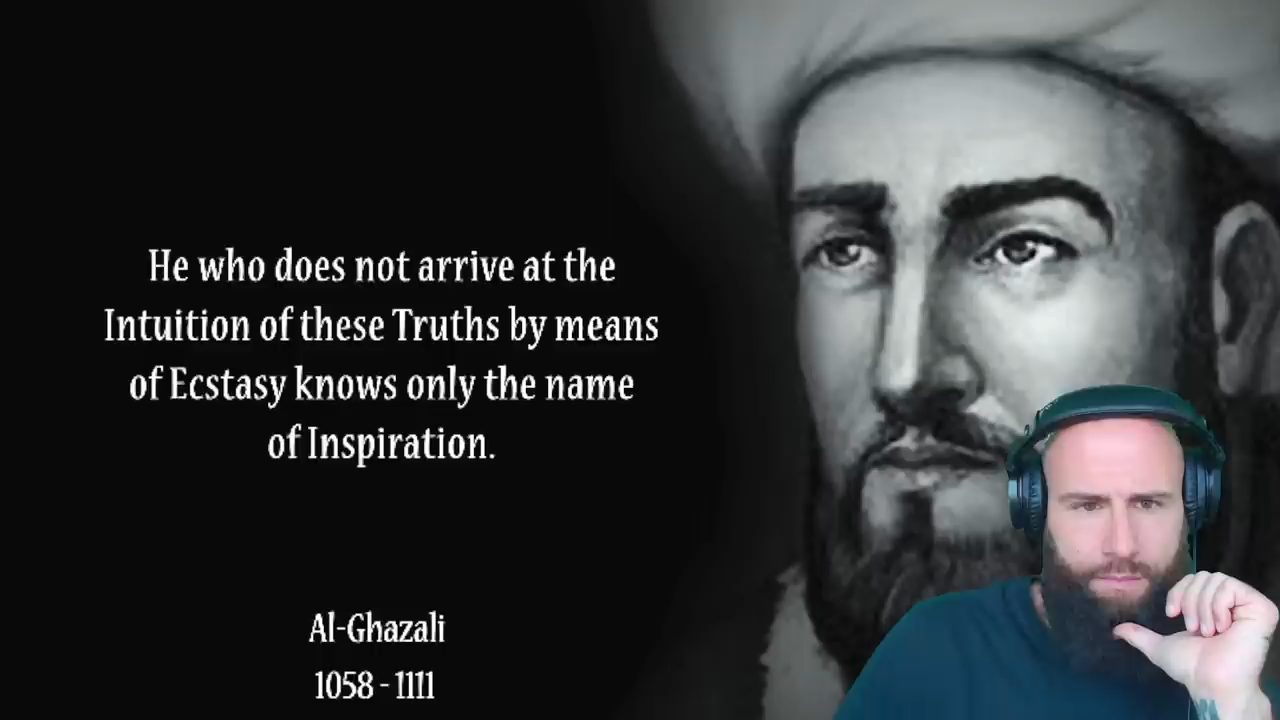 He who does not arrive at the
Intuition of these Truths by means
of Ecstasy knows only the name
of Inspiration.
Al-Ghazali
1058 - 1111